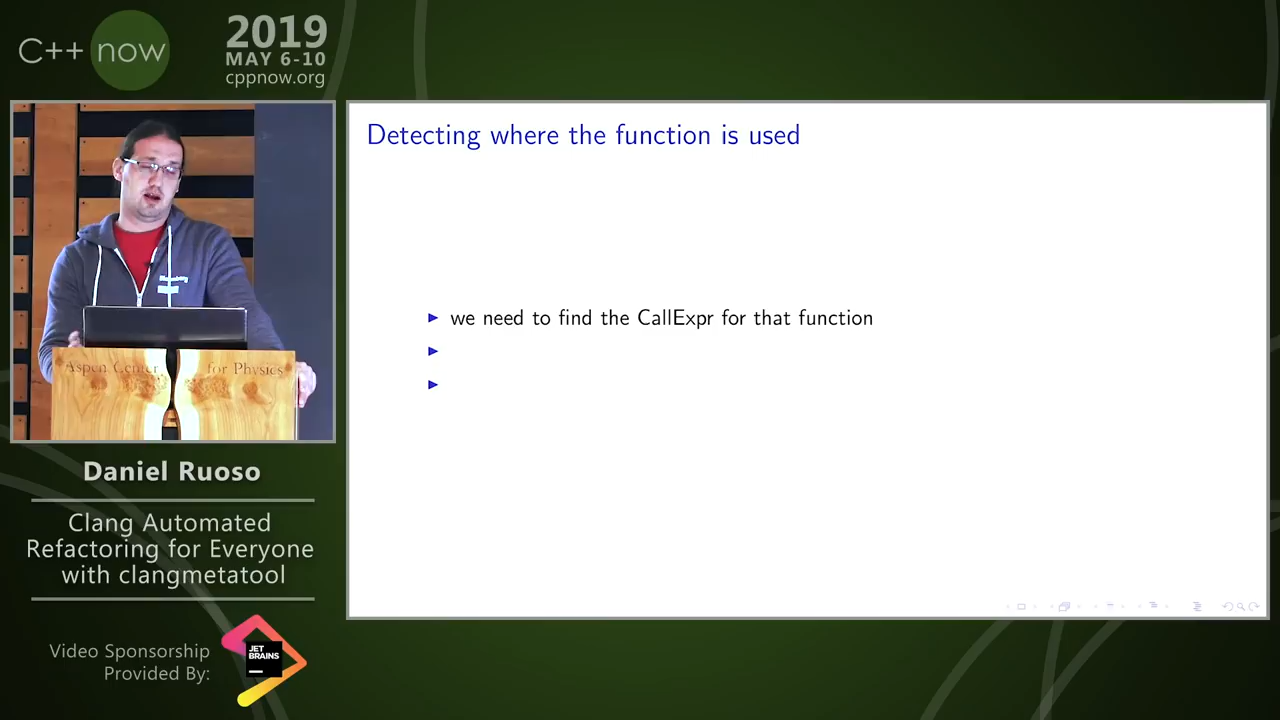 C++ now
2019
MAY 6-10
cppnow.org
Detecting where the function is used
we need to find the CallExpr for that function
Aspen Center for Physics
Daniel Ruoso
Clang Automated
Refactoring for Everyone
with clangmetatool
Video Sponsorship
Provided By:
JET
BRAINS